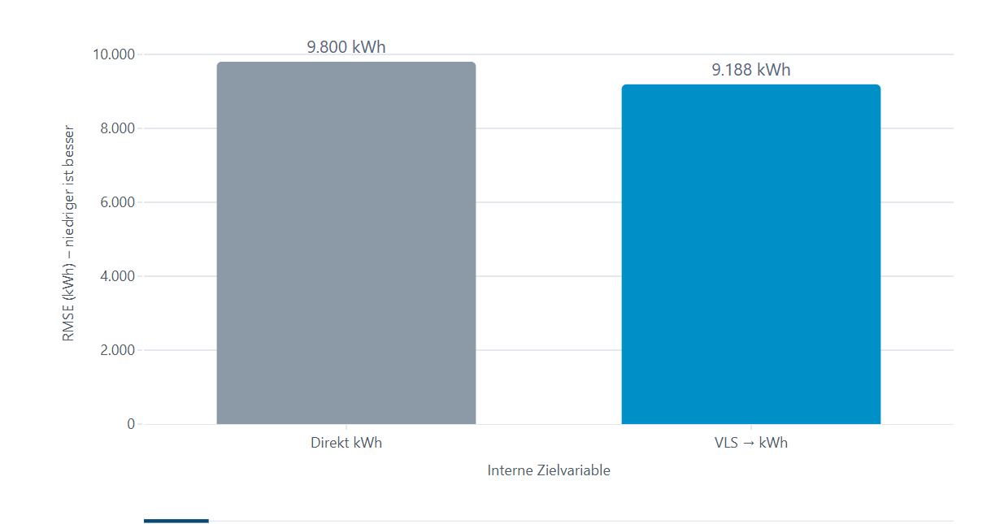 9.800 kWh
9.188 kWh
10.000
8.000
6.000
4.000
2.000
0
RMSE (kWh) – niedriger ist besser
Direkt kWh
VLS → kWh
Interne Zielvariable